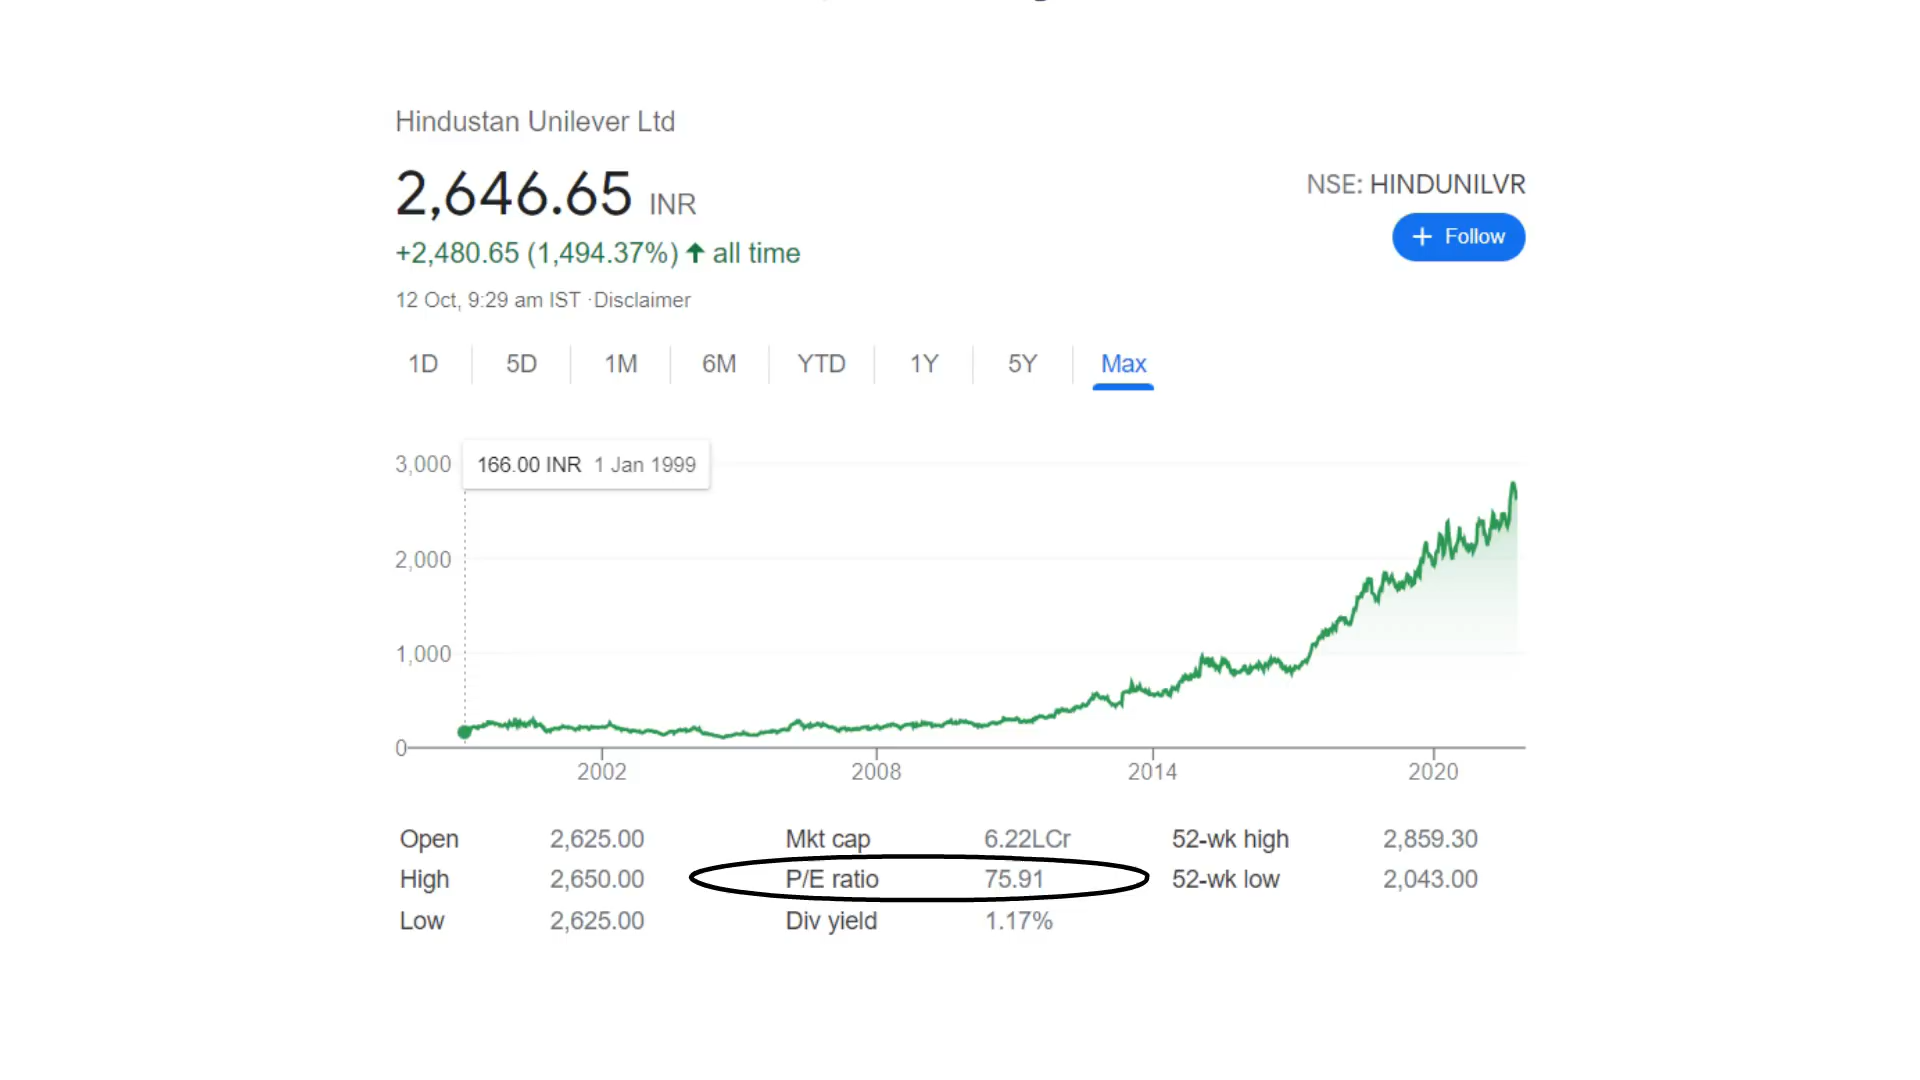 Hindustan Unilever Ltd
2,646.65 INR
NSE: HINDUNILVR
+ Follow
+2,480.65 (1,494.37%) ↑ all time
12 Oct, 9:29 am IST ·Disclaimer
1D 5D 1M 6M YTD 1Y 5Y Max
166.00 INR 1 Jan 1999
3,000
2,000
1,000
0
2002 2008 2014 2020
Open 2,625.00 Mkt cap 6.22LCr 52-wk high 2,859.30
High 2,650.00 P/E ratio 75.91 52-wk low 2,043.00
Low 2,625.00 Div yield 1.17%